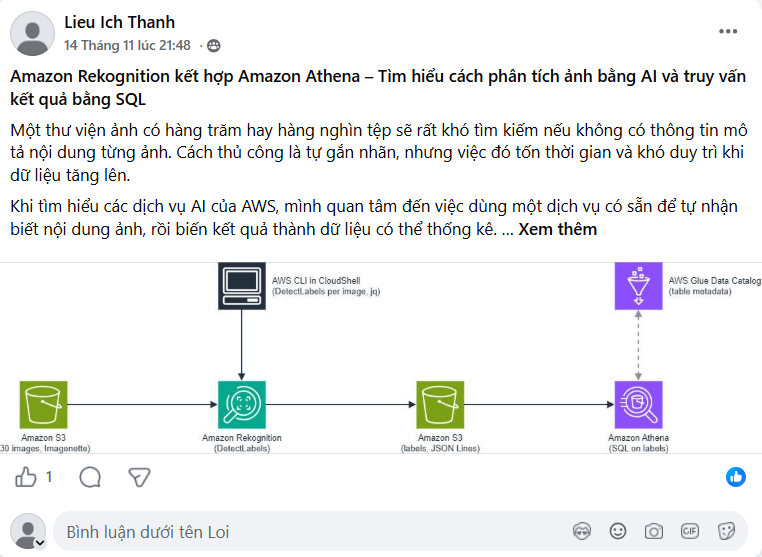 Lieu Ich Thanh
14 Tháng 11 lúc 21:48 ·
Amazon Rekognition kết hợp Amazon Athena – Tìm hiểu cách phân tích ảnh bằng AI và truy vấn
kết quả bằng SQL
Một thư viện ảnh có hàng trăm hay hàng nghìn tệp sẽ rất khó tìm kiếm nếu không có thông tin mô
tả nội dung từng ảnh. Cách thủ công là tự gắn nhãn, nhưng việc đó tốn thời gian và khó duy trì khi
dữ liệu tăng lên.
Khi tìm hiểu các dịch vụ AI của AWS, mình quan tâm đến việc dùng một dịch vụ có sẵn để tự nhận
biết nội dung ảnh, rồi biến kết quả thành dữ liệu có thể thống kê. ... Xem thêm
AWS CLI in CloudShell
(DetectLabels per image, jq)
AWS Glue Data Catalog
(table metadata)
Amazon S3
30 images, Imagenette)
Amazon Rekognition
(DetectLabels)
Amazon S3
(labels, JSON Lines)
Amazon Athena
(SQL on labels)
1
Bình luận dưới tên Loi
GIF